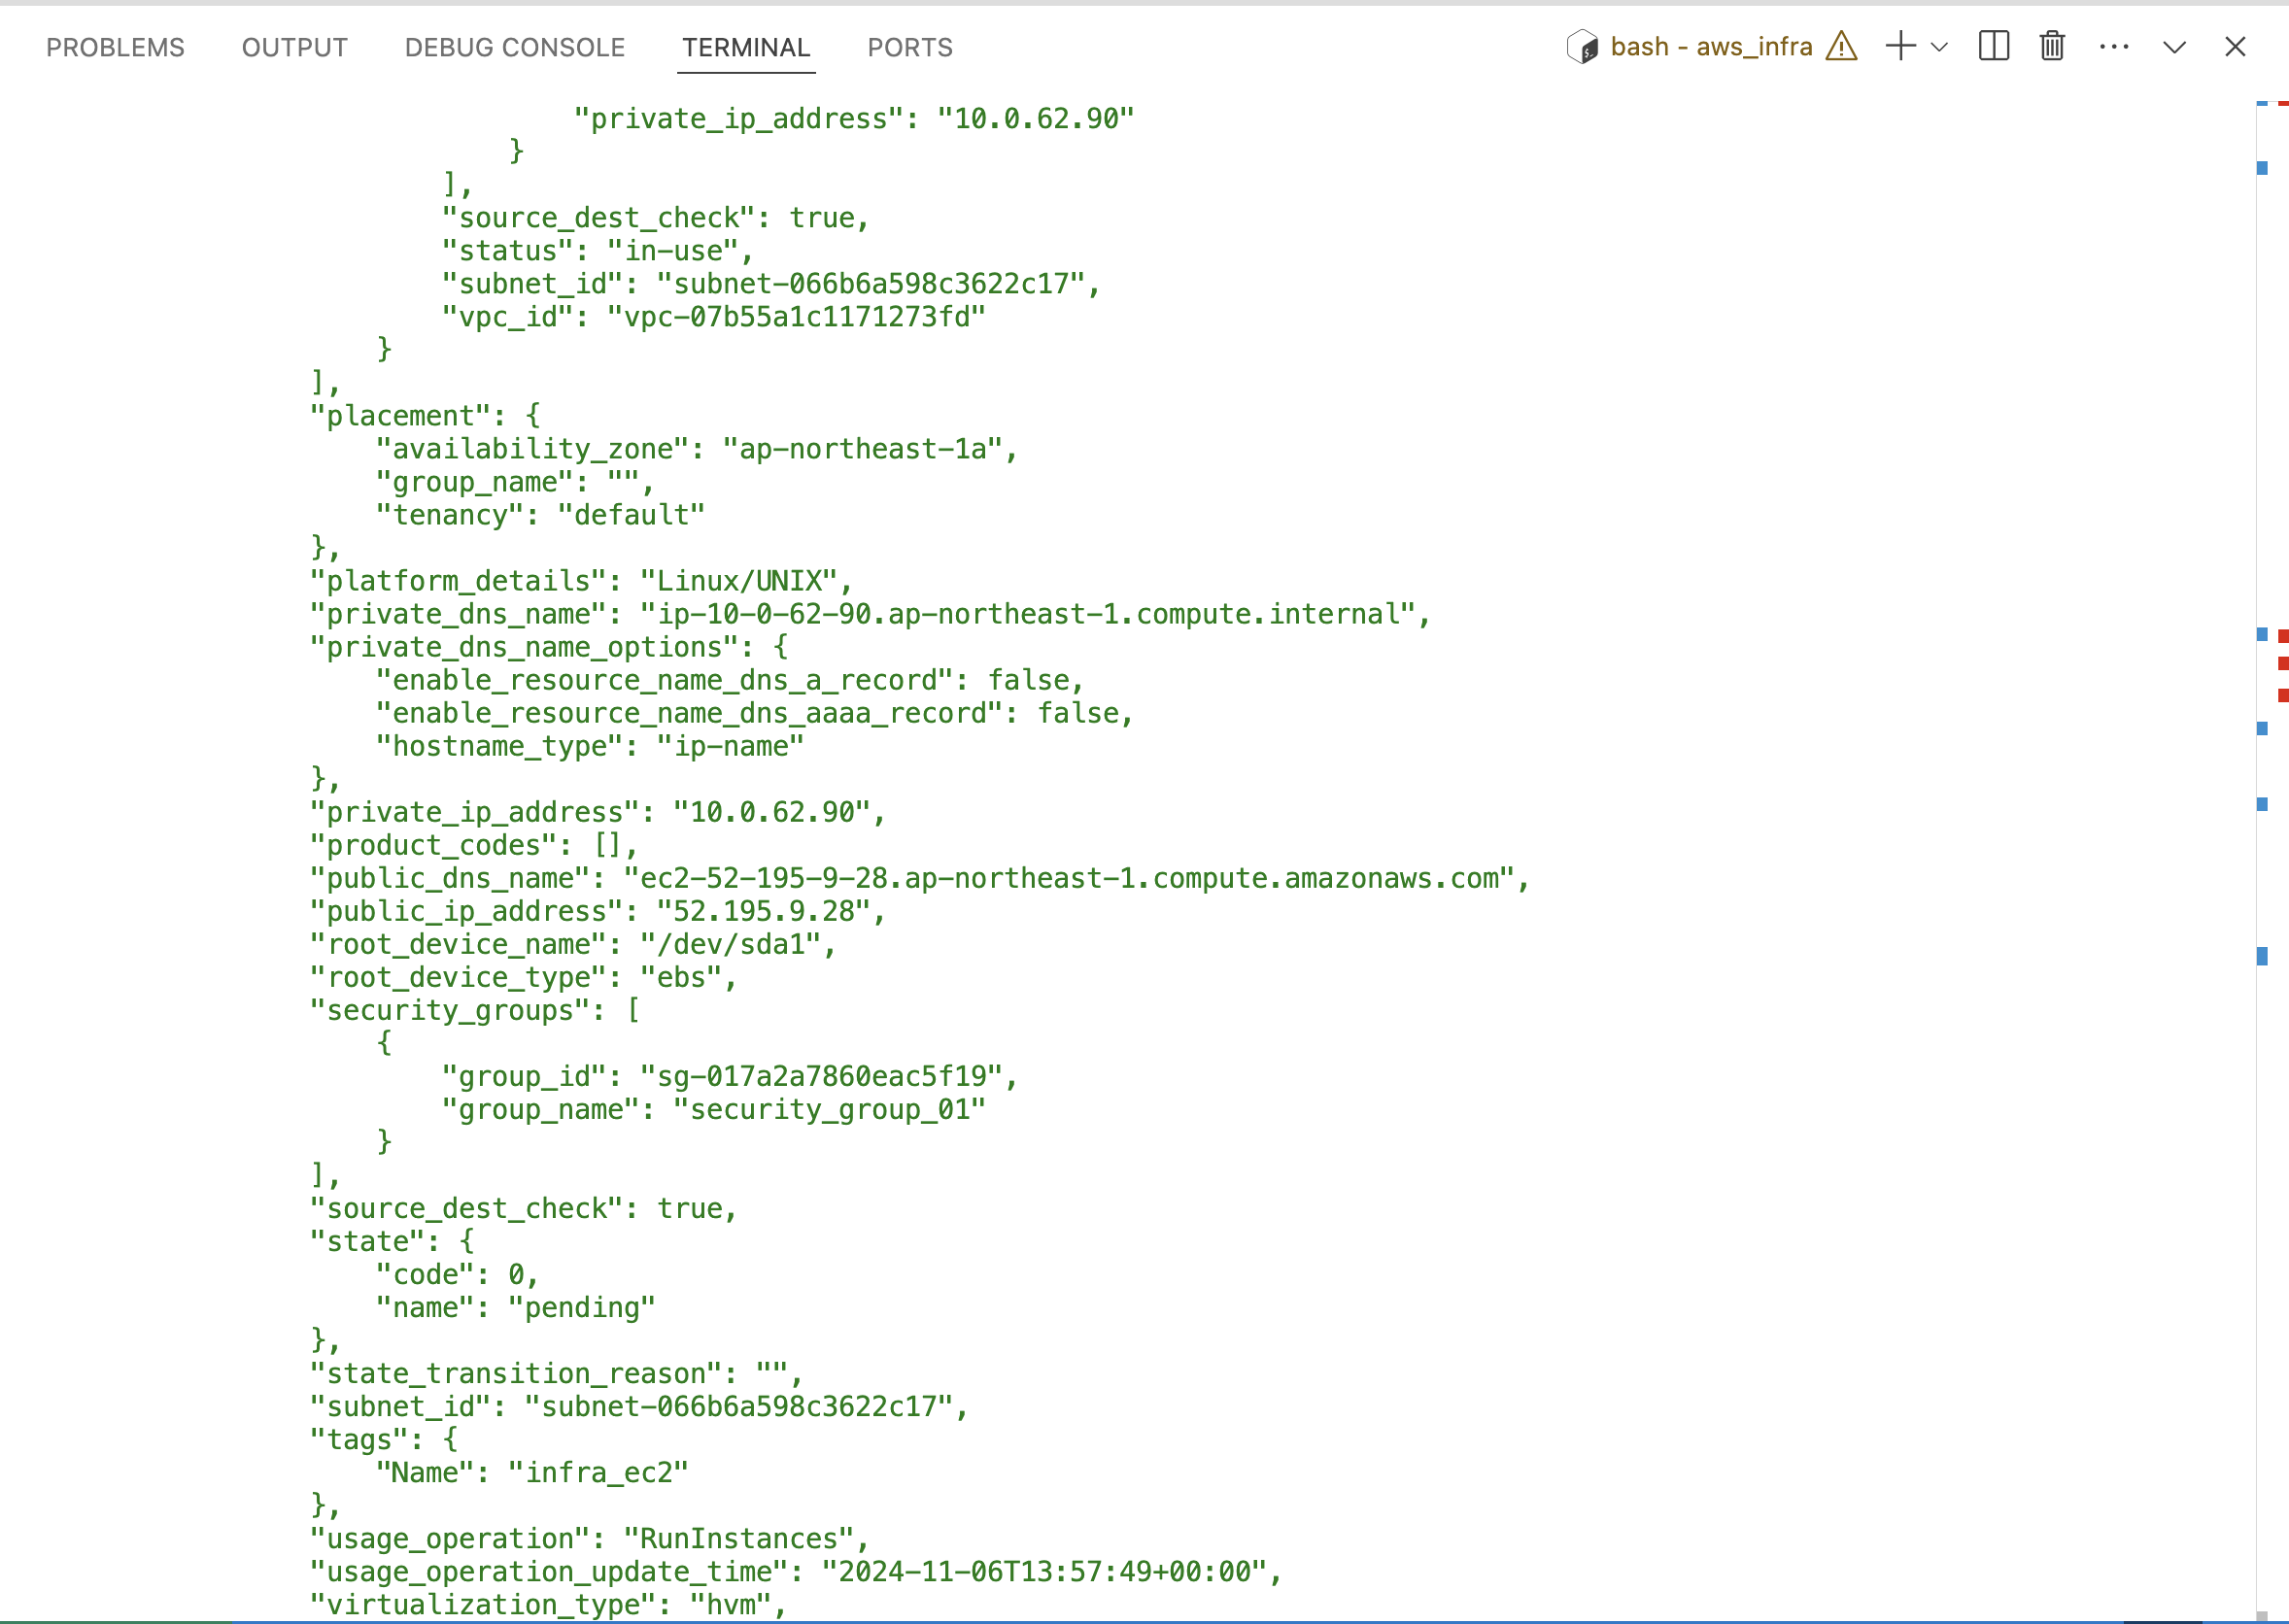 PROBLEMS OUTPUT DEBUG CONSOLE TERMINAL PORTS bash - aws_infra
"private_ip_address": "10.0.62.90"
}
],
"source_dest_check": true,
"status": "in-use",
"subnet_id": "subnet-066b6a598c3622c17",
"vpc_id": "vpc-07b55a1c1171273fd"
}
],
"placement": {
"availability_zone": "ap-northeast-1a",
"group_name": "",
"tenancy": "default"
},
"platform_details": "Linux/UNIX",
"private_dns_name": "ip-10-0-62-90.ap-northeast-1.compute.internal",
"private_dns_name_options": {
"enable_resource_name_dns_a_record": false,
"enable_resource_name_dns_aaaa_record": false,
"hostname_type": "ip-name"
},
"private_ip_address": "10.0.62.90",
"product_codes": [],
"public_dns_name": "ec2-52-195-9-28.ap-northeast-1.compute.amazonaws.com",
"public_ip_address": "52.195.9.28",
"root_device_name": "/dev/sda1",
"root_device_type": "ebs",
"security_groups": [
{
"group_id": "sg-017a2a7860eac5f19",
"group_name": "security_group_01"
}
],
"source_dest_check": true,
"state": {
"code": 0,
"name": "pending"
},
"state_transition_reason": "",
"subnet_id": "subnet-066b6a598c3622c17",
"tags": {
"Name": "infra_ec2"
},
"usage_operation": "RunInstances",
"usage_operation_update_time": "2024-11-06T13:57:49+00:00",
"virtualization_type": "hvm",